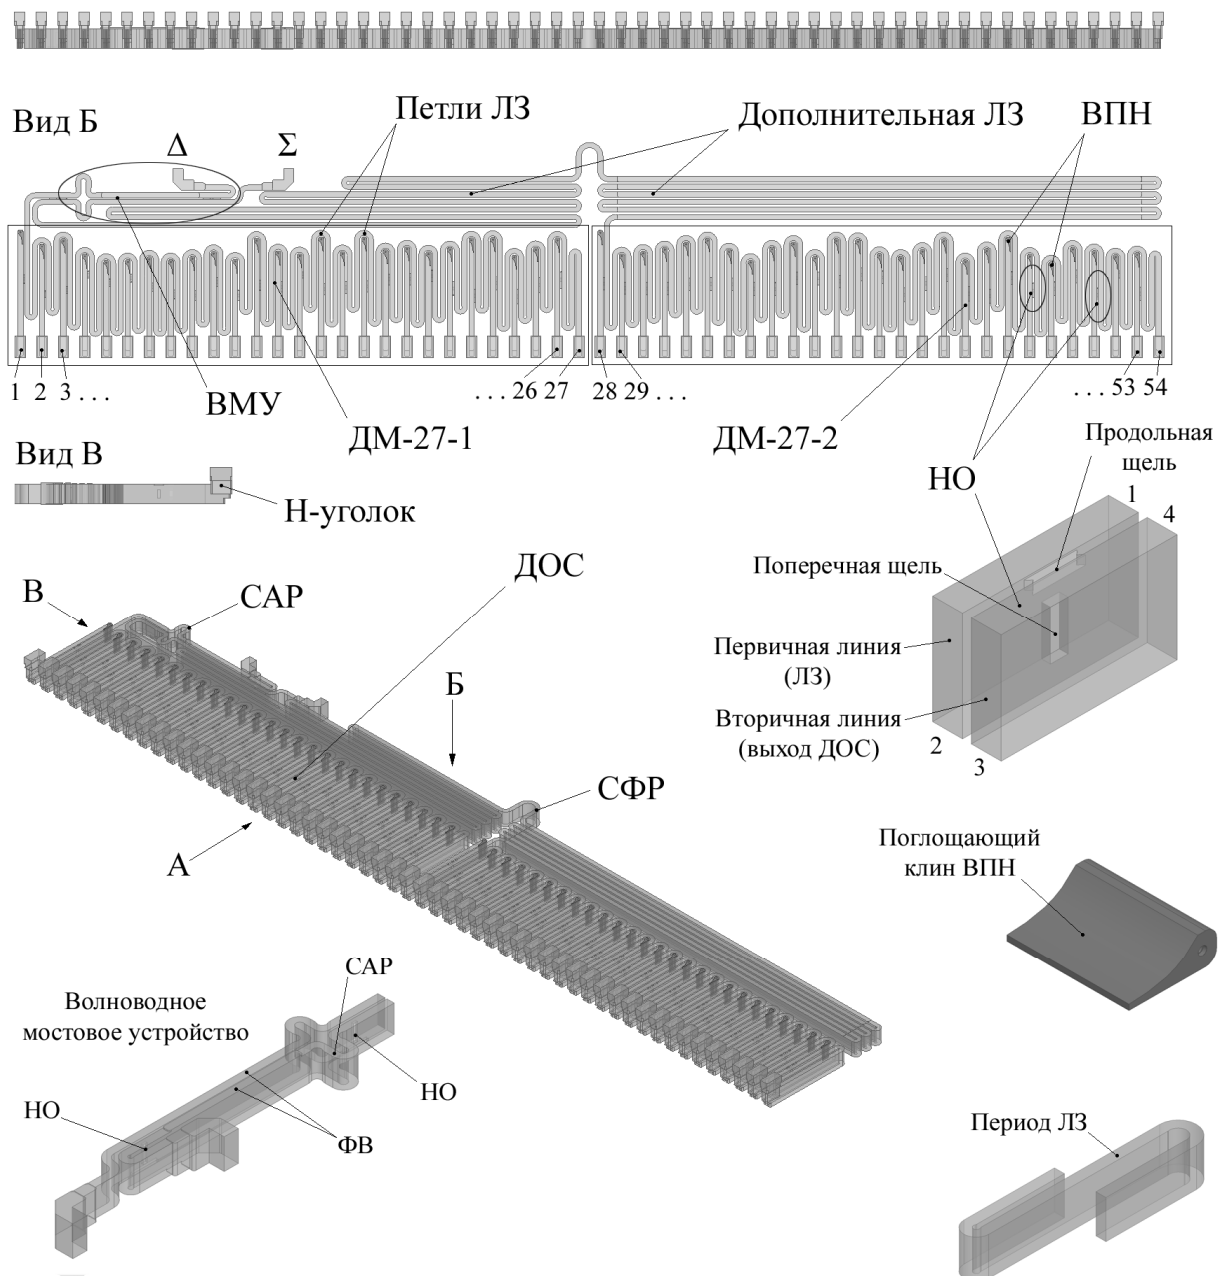 Вид Б
Δ
Σ
Петли ЛЗ
Дополнительная ЛЗ
ВПН
1 2 3 . . .
. . . 26 27
28 29 . . .
. . . 53 54
ВМУ
ДМ-27-1
ДМ-27-2
НО
Продольная
щель
1
4
Вид В
Н-уголок
Поперечная щель
Первичная линия
(ЛЗ)
Вторичная линия
(выход ДОС)
2
3
В
САР
ДОС
Б
СФР
А
Поглощающий
клин ВПН
Волноводное
мостовое устройство
САР
НО
НО
ФВ
Период ЛЗ